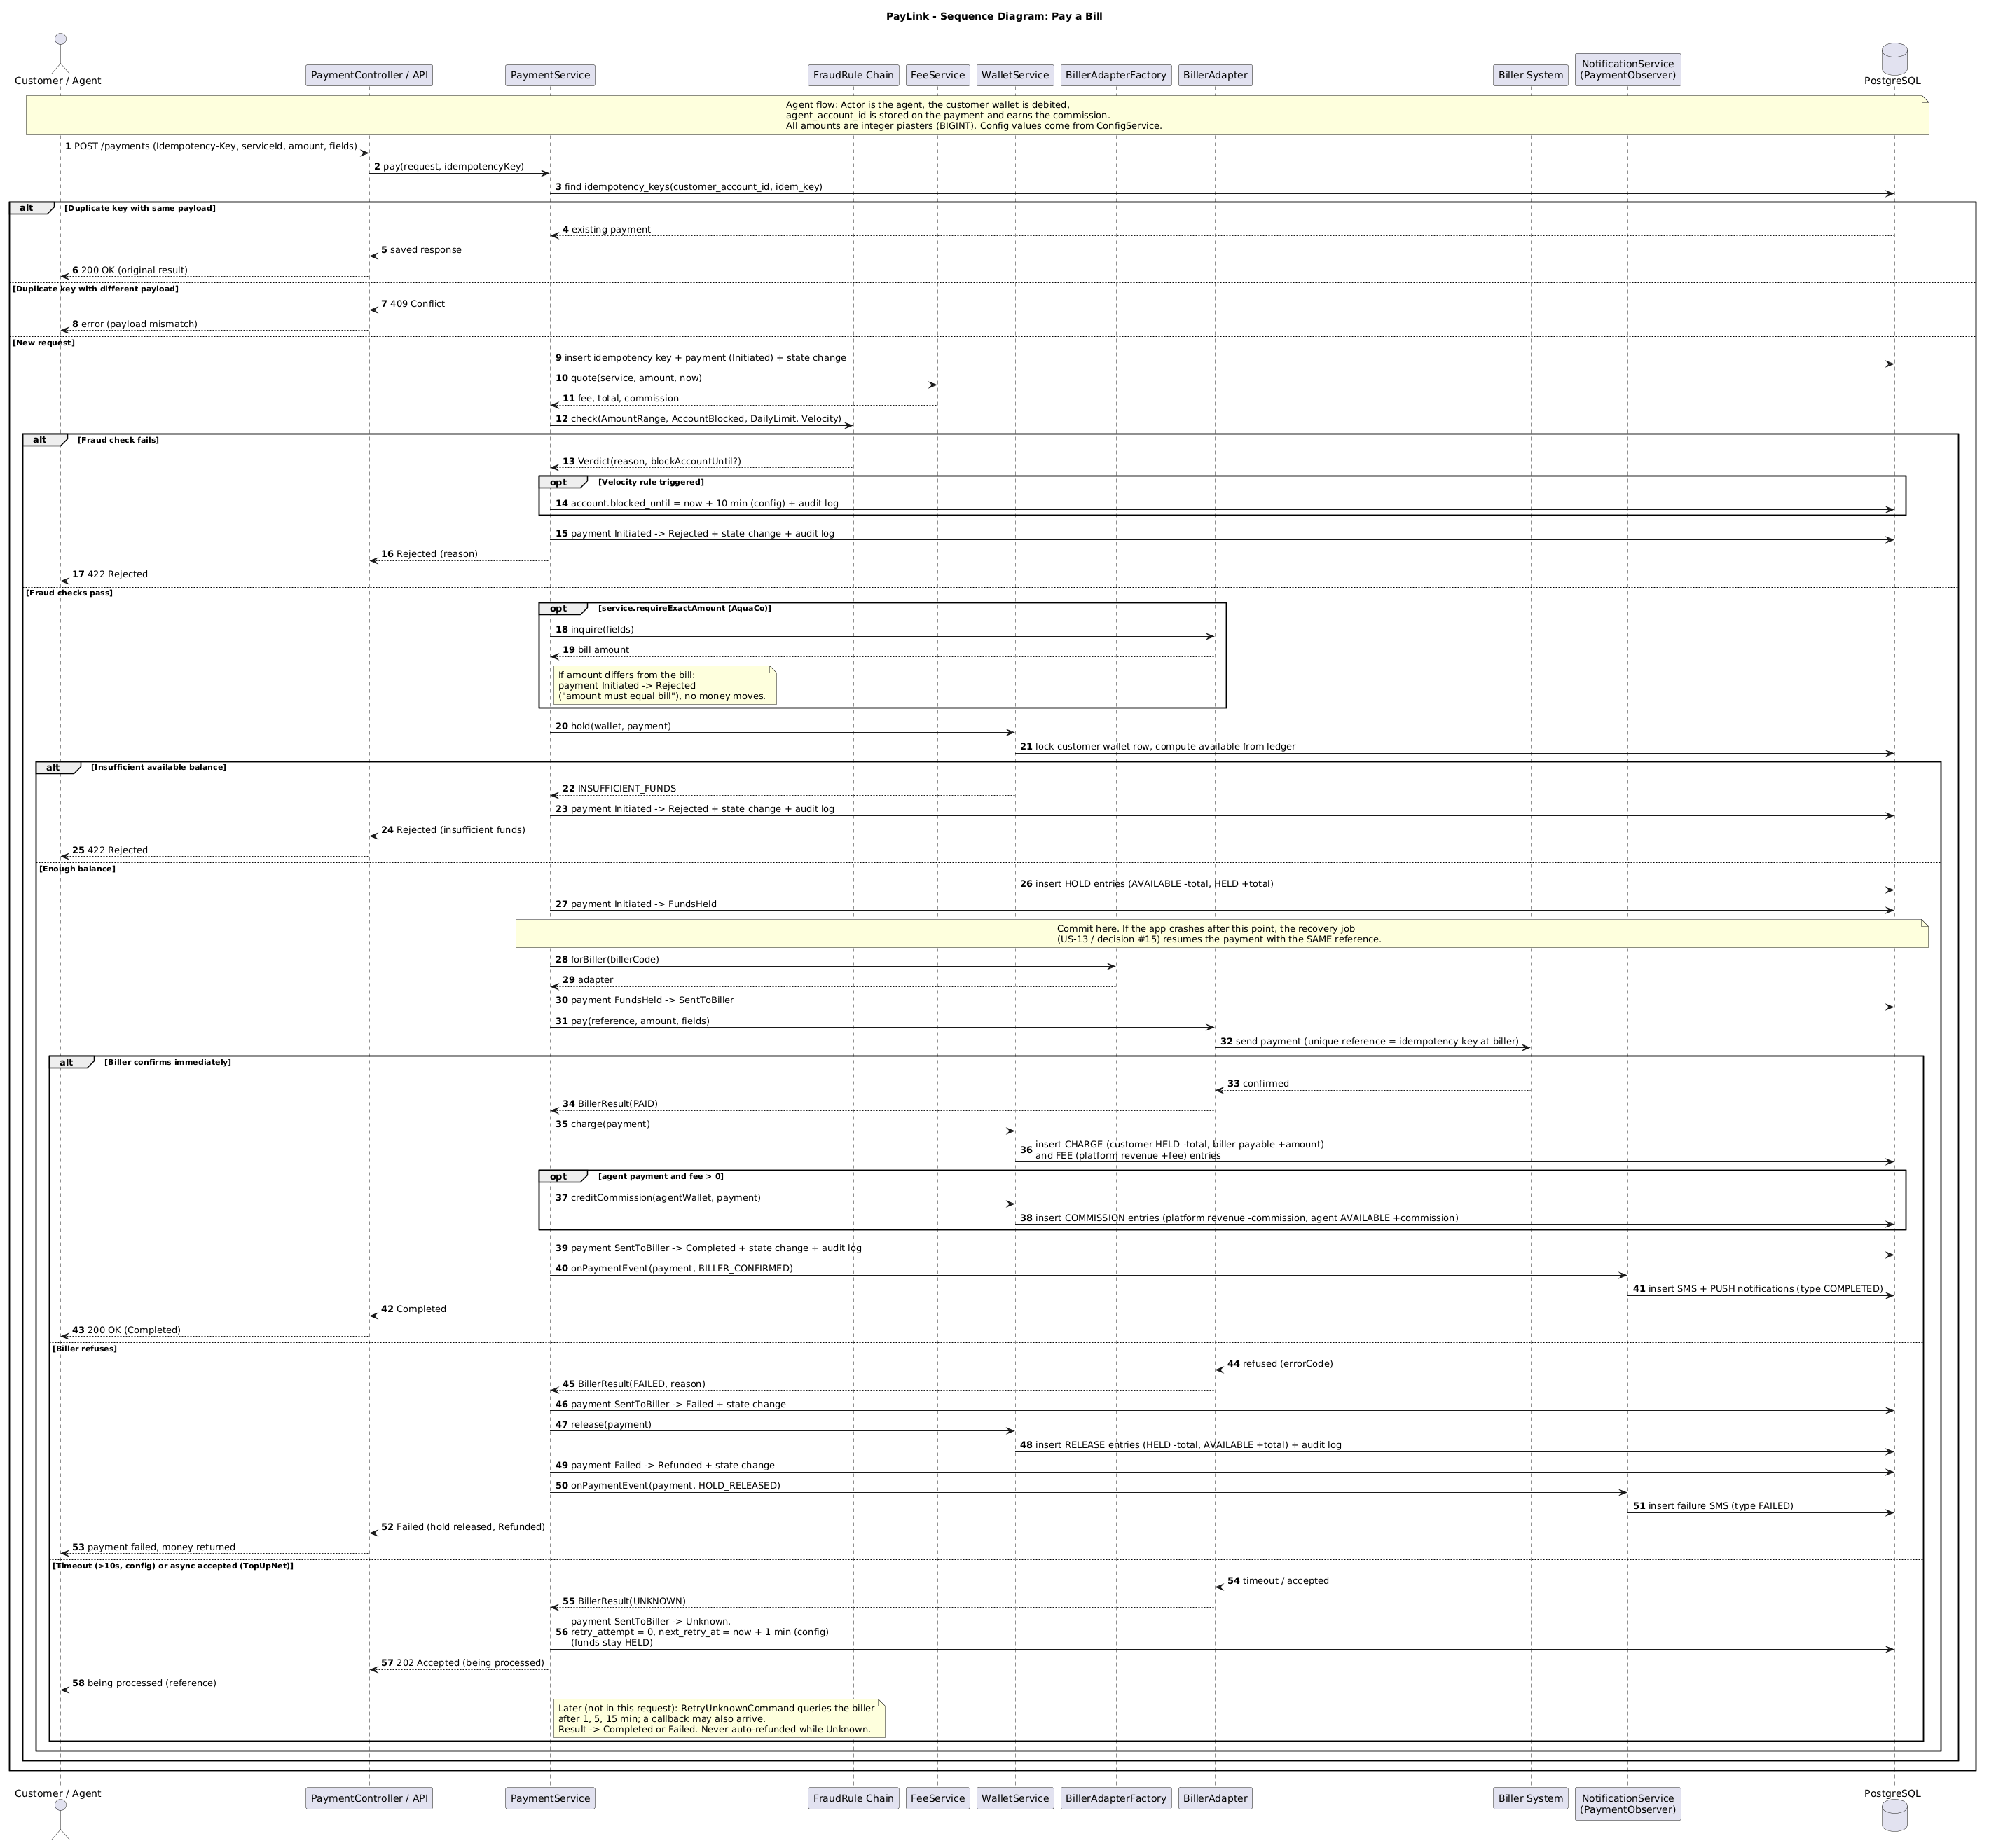 PayLink - Sequence Diagram: Pay a Bill
Customer / Agent
PaymentController / API
PaymentService
FraudRule Chain
FeeService
WalletService
BillerAdapterFactory
BillerAdapter
Biller System
NotificationService
(PaymentObserver)
PostgreSQL
Agent flow: Actor is the agent, the customer wallet is debited,
agent_account_id is stored on the payment and earns the commission.
All amounts are integer piasters (BIGINT). Config values come from ConfigService.
1 POST /payments (Idempotency-Key, serviceId, amount, fields)
2 pay(request, idempotencyKey)
3 find idempotency_keys(customer_account_id, idem_key)
alt [Duplicate key with same payload]
4 existing payment
5 saved response
6 200 OK (original result)
[Duplicate key with different payload]
7 409 Conflict
8 error (payload mismatch)
[New request]
9 insert idempotency key + payment (Initiated) + state change
10 quote(service, amount, now)
11 fee, total, commission
12 check(AmountRange, AccountBlocked, DailyLimit, Velocity)
alt [Fraud check fails]
13 Verdict(reason, blockAccountUntil?)
opt [Velocity rule triggered]
14 account.blocked_until = now + 10 min (config) + audit log
15 payment Initiated -> Rejected + state change + audit log
16 Rejected (reason)
17 422 Rejected
[Fraud checks pass]
opt [service.requireExactAmount (AquaCo)]
18 inquire(fields)
19 bill amount
If amount differs from the bill:
payment Initiated -> Rejected
("amount must equal bill"), no money moves.
20 hold(wallet, payment)
21 lock customer wallet row, compute available from ledger
alt [Insufficient available balance]
22 INSUFFICIENT_FUNDS
23 payment Initiated -> Rejected + state change + audit log
24 Rejected (insufficient funds)
25 422 Rejected
[Enough balance]
26 insert HOLD entries (AVAILABLE -total, HELD +total)
27 payment Initiated -> FundsHeld
Commit here. If the app crashes after this point, the recovery job
(US-13 / decision #15) resumes the payment with the SAME reference.
28 forBiller(billerCode)
29 adapter
30 payment FundsHeld -> SentToBiller
31 pay(reference, amount, fields)
32 send payment (unique reference = idempotency key at biller)
alt [Biller confirms immediately]
33 confirmed
34 BillerResult(PAID)
35 charge(payment)
36 insert CHARGE (customer HELD -total, biller payable +amount)
and FEE (platform revenue +fee) entries
opt [agent payment and fee > 0]
37 creditCommission(agentWallet, payment)
38 insert COMMISSION entries (platform revenue -commission, agent AVAILABLE +commission)
39 payment SentToBiller -> Completed + state change + audit log
40 onPaymentEvent(payment, BILLER_CONFIRMED)
41 insert SMS + PUSH notifications (type COMPLETED)
42 Completed
43 200 OK (Completed)
[Biller refuses]
44 refused (errorCode)
45 BillerResult(FAILED, reason)
46 payment SentToBiller -> Failed + state change
47 release(payment)
48 insert RELEASE entries (HELD -total, AVAILABLE +total) + audit log
49 payment Failed -> Refunded + state change
50 onPaymentEvent(payment, HOLD_RELEASED)
51 insert failure SMS (type FAILED)
52 Failed (hold released, Refunded)
53 payment failed, money returned
[Timeout (>10s, config) or async accepted (TopUpNet)]
54 timeout / accepted
55 BillerResult(UNKNOWN)
payment SentToBiller -> Unknown,
56 retry_attempt = 0, next_retry_at = now + 1 min (config)
(funds stay HELD)
57 202 Accepted (being processed)
58 being processed (reference)
Later (not in this request): RetryUnknownCommand queries the biller
after 1, 5, 15 min; a callback may also arrive.
Result -> Completed or Failed. Never auto-refunded while Unknown.
Customer / Agent
PaymentController / API
PaymentService
FraudRule Chain
FeeService
WalletService
BillerAdapterFactory
BillerAdapter
Biller System
NotificationService
(PaymentObserver)
PostgreSQL